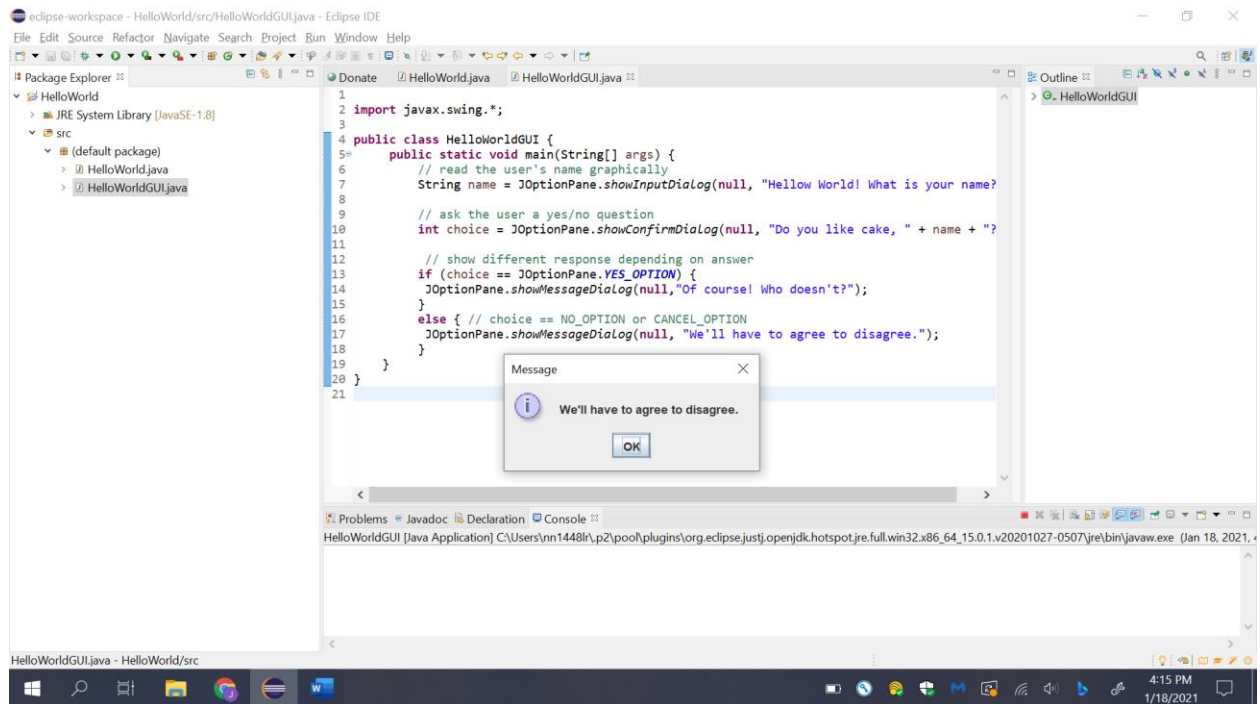 eclipse-workspace - HelloWorld/src/HelloWorldGUI.java - Eclipse IDE
File Edit Source Refactor Navigate Search Project Run Window Help
Package Explorer
HelloWorld
JRE System Library [JavaSE-1.8]
src
(default package)
HelloWorld.java
HelloWorldGUI.java
Donate HelloWorld.java HelloWorldGUI.java
1
2 import javax.swing.*;
3
4 public class HelloWorldGUI {
5 public static void main(String[] args) {
6 // read the user's name graphically
7 String name = JOptionPane.showInputDialog(null, "Hellow World! What is your name?
8
9 // ask the user a yes/no question
10 int choice = JOptionPane.showConfirmDialog(null, "Do you like cake, " + name + "?
11
12 // show different response depending on answer
13 if (choice == JOptionPane.YES_OPTION) {
14 JOptionPane.showMessageDialog(null,"Of course! Who doesn't?");
15 }
16 else { // choice == NO_OPTION or CANCEL_OPTION
17 JOptionPane.showMessageDialog(null, "We'll have to agree to disagree.");
18 }
19 }
20 }
21
Message
We'll have to agree to disagree.
OK
Outline
HelloWorldGUI
Problems Javadoc Declaration Console
HelloWorldGUI [Java Application] C:\Users\nn1448lr\.p2\pool\plugins\org.eclipse.justj.openjdk.hotspot.jre.full.win32.x86_64_15.0.1.v20201027-0507\jre\bin\javaw.exe (Jan 18, 2021,
HelloWorldGUI.java - HelloWorld/src
4:15 PM
1/18/2021